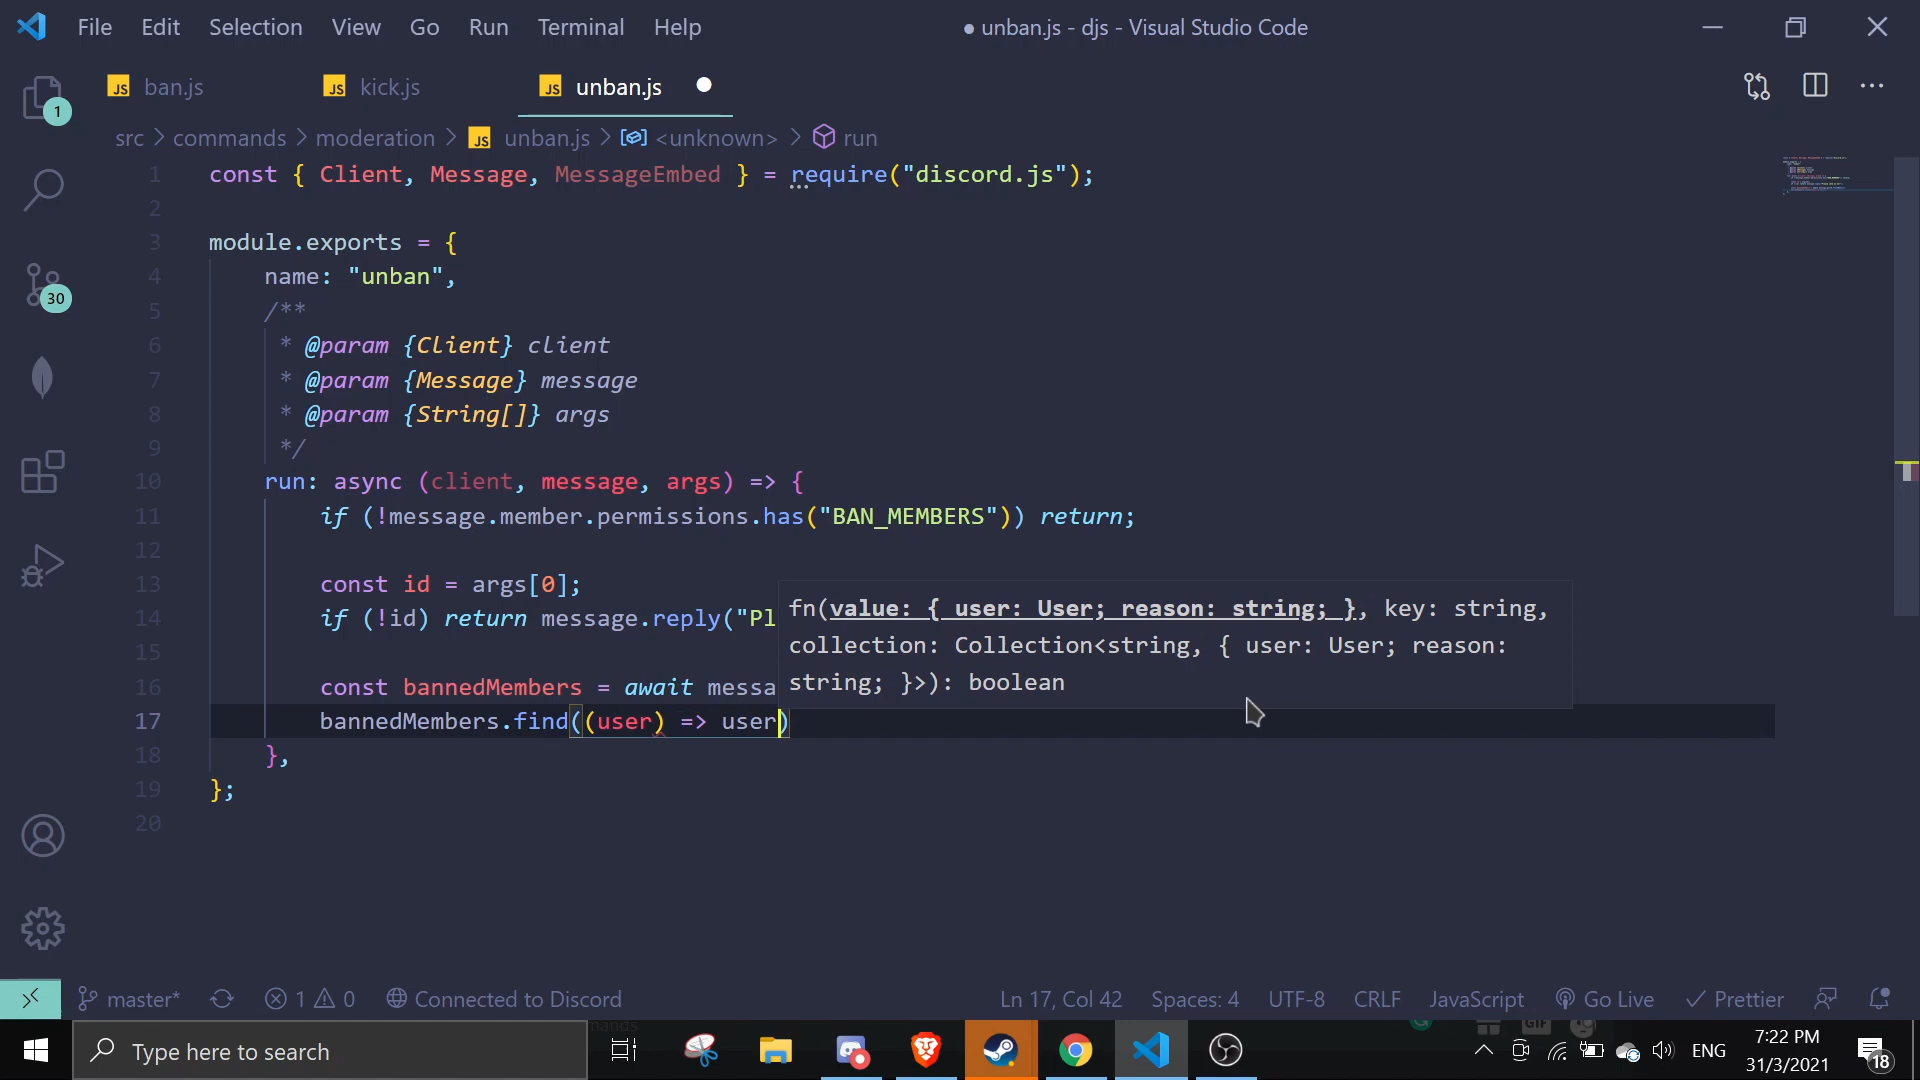 File Edit Selection View Go Run Terminal Help
● unban.js - djs - Visual Studio Code
JS ban.js JS kick.js JS unban.js
1
src > commands > moderation > JS unban.js > <unknown> > run
1 const { Client, Message, MessageEmbed } = require("discord.js");
2
3 module.exports = {
4 name: "unban",
5 /**
6 * @param {Client} client
7 * @param {Message} message
8 * @param {String[]} args
9 */
10 run: async (client, message, args) => {
11 if (!message.member.permissions.has("BAN_MEMBERS")) return;
12
13 const id = args[0];
14 if (!id) return message.reply("Pl
15
16 const bannedMembers = await messa
17 bannedMembers.find((user) => user)
18 },
19 };
20
fn(value: { user: User; reason: string; }, key: string,
collection: Collection<string, { user: User; reason:
string; }>): boolean
30
master* 1 0 Connected to Discord
Ln 17, Col 42 Spaces: 4 UTF-8 CRLF JavaScript Go Live Prettier
GIF
Type here to search
ENG
7:22 PM
31/3/2021
18